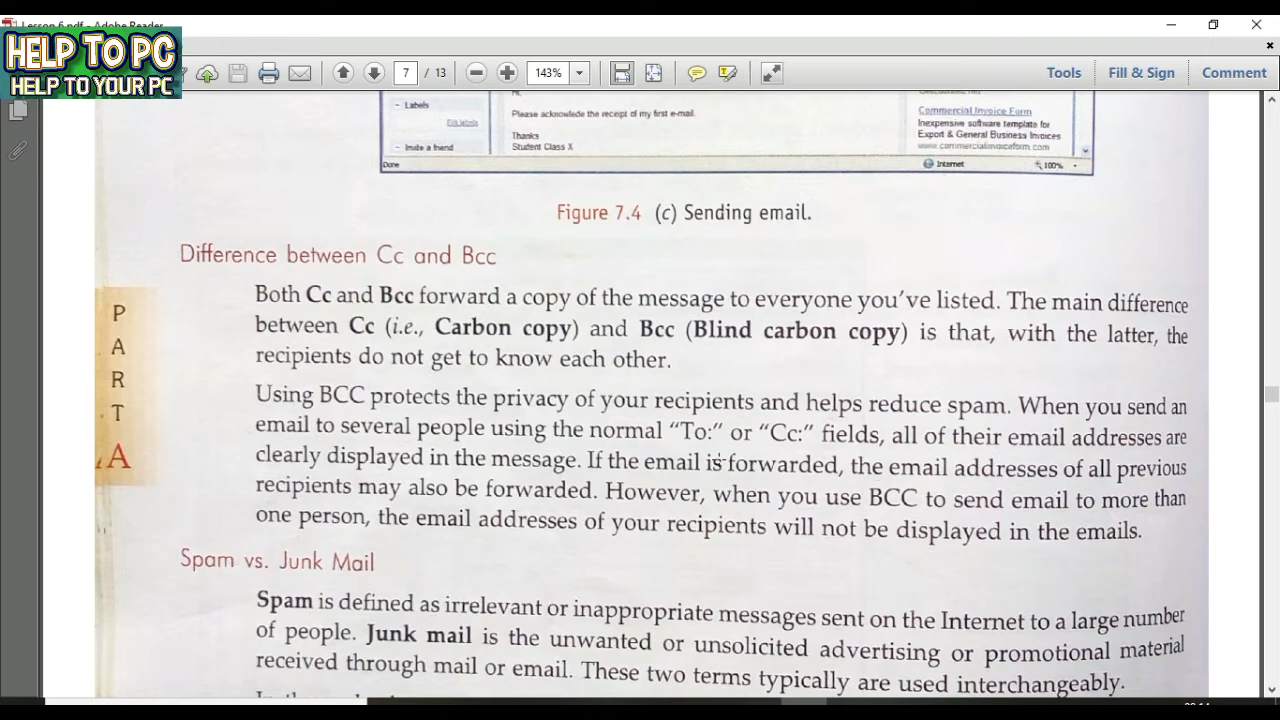 Lesson 6.pdf - Adobe Reader
HELP TO PC
HELP TO YOUR PC
7 / 13
143%
Tools
Fill & Sign
Comment
Labels
Edit labels
Invite a friend
Please acknowlede the receipt of my first e-mail.
Thanks
Student Class X
Commercial Invoice Form
Inexpensive software template for
Export & General Business Invoices
www.commercialinvoiceform.com
Done
Internet
100%
Figure 7.4 (c) Sending email.
Difference between Cc and Bcc
Both Cc and Bcc forward a copy of the message to everyone you've listed. The main difference
between Cc (i.e., Carbon copy) and Bcc (Blind carbon copy) is that, with the latter, the
recipients do not get to know each other.
Using BCC protects the privacy of your recipients and helps reduce spam. When you send an
email to several people using the normal "To:" or "Cc:" fields, all of their email addresses are
clearly displayed in the message. If the email is forwarded, the email addresses of all previous
recipients may also be forwarded. However, when you use BCC to send email to more than
one person, the email addresses of your recipients will not be displayed in the emails.
PART
A
Spam vs. Junk Mail
Spam is defined as irrelevant or inappropriate messages sent on the Internet to a large number
of people. Junk mail is the unwanted or unsolicited advertising or promotional material
received through mail or email. These two terms typically are used interchangeably.